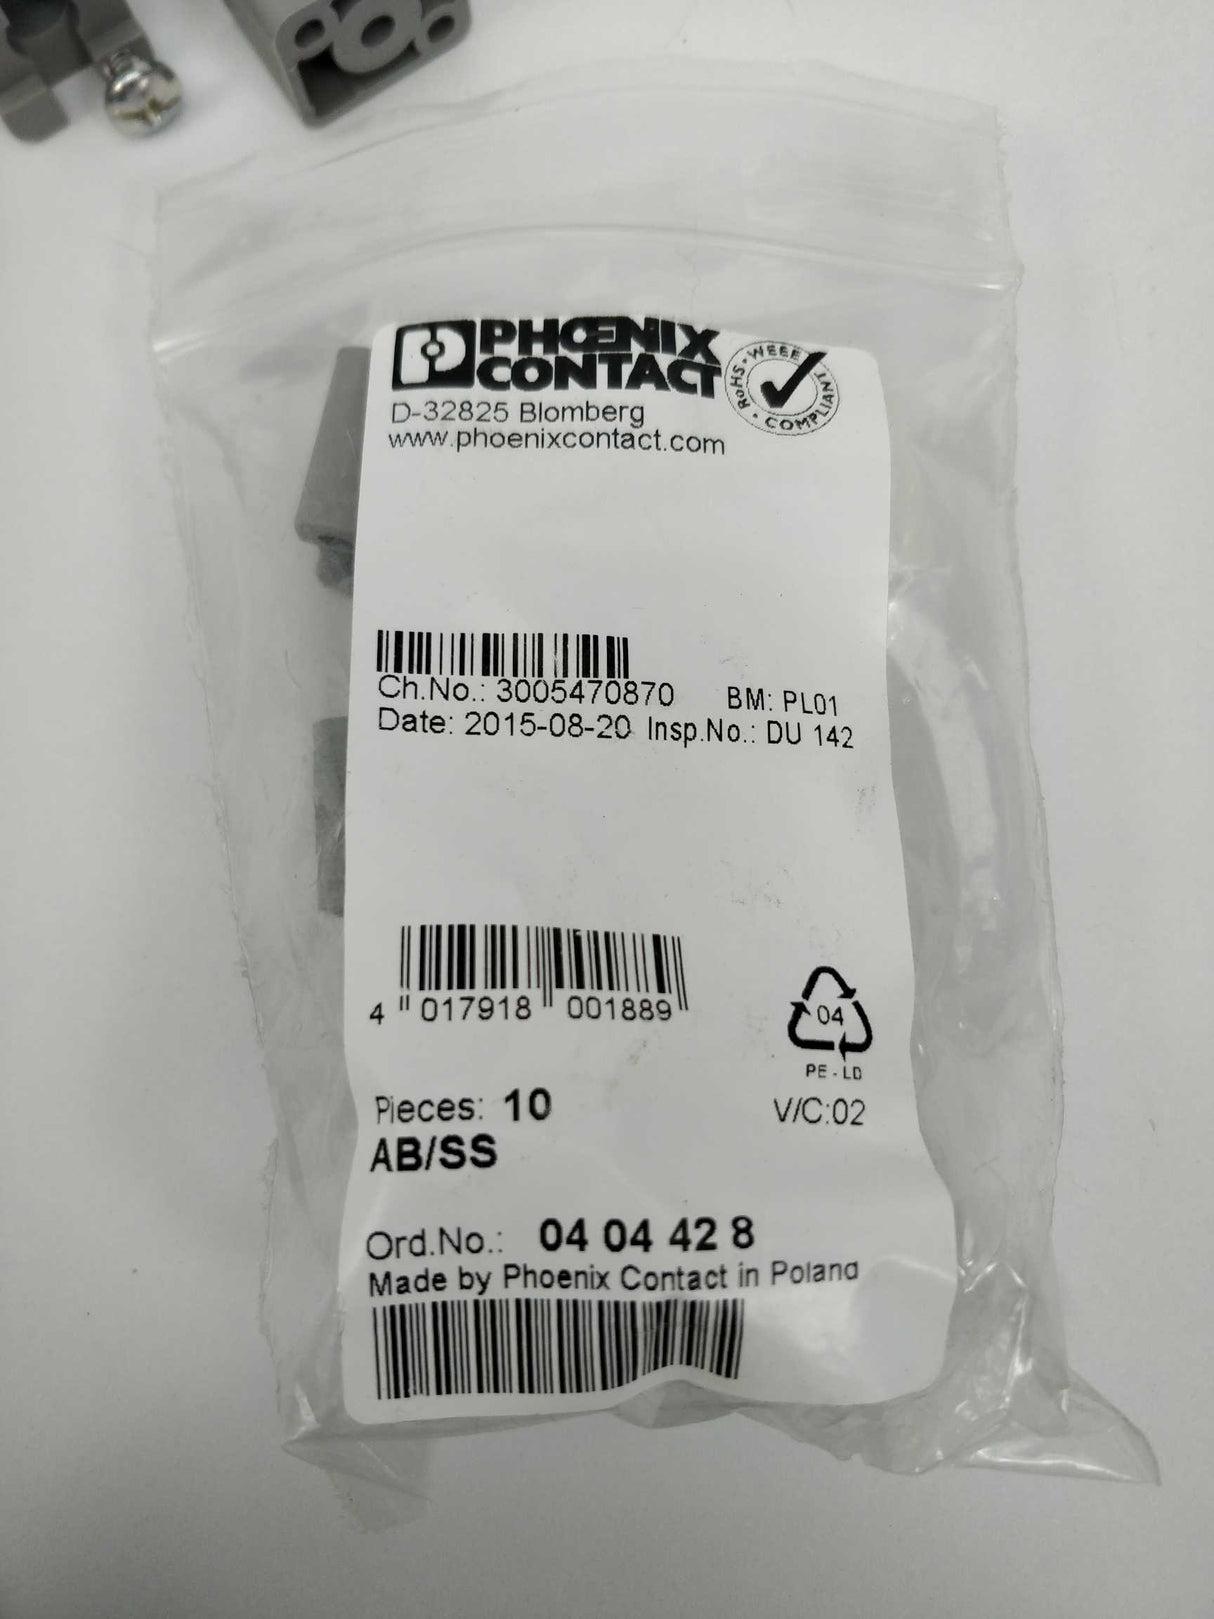 PHOENIX
CONTACT
WEEE
RoHS
COMPLIANT
D-32825 Blomberg
www.phoenixcontact.com
Ch.No.: 3005470870 BM: PL01
Date: 2015-08-20 Insp.No.: DU 142
4 017918 001889
04
PE-LD
Pieces: 10 V/C:02
AB/SS
Ord.No.: 04 04 42 8
Made by Phoenix Contact in Poland